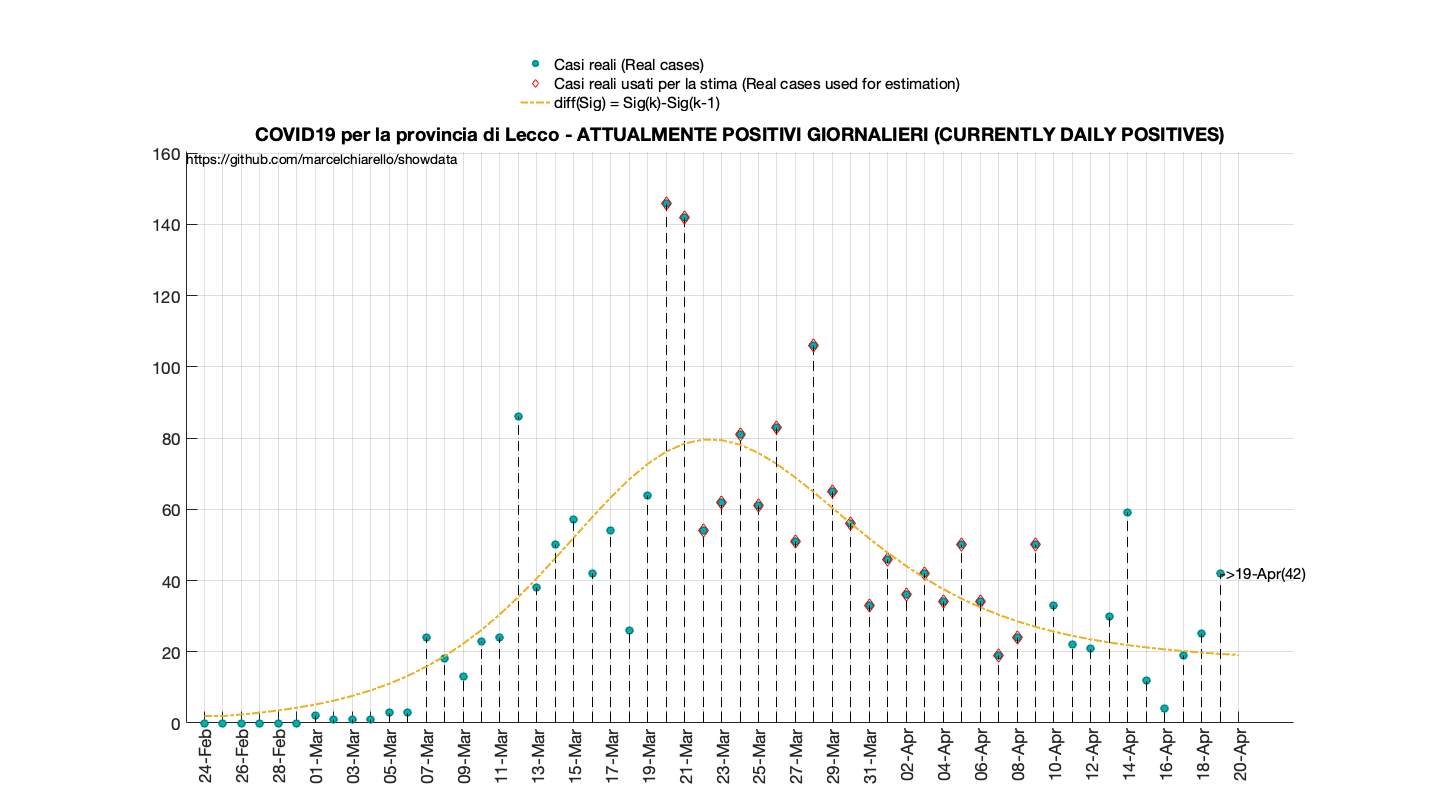 Casi reali (Real cases)
Casi reali usati per la stima (Real cases used for estimation)
diff(Sig) = Sig(k)-Sig(k-1)
COVID19 per la provincia di Lecco - ATTUALMENTE POSITIVI GIORNALIERI (CURRENTLY DAILY POSITIVES)
https://github.com/marcelchiarello/showdata
160
140
120
100
80
60
40
20
0
->19-Apr(42)
24-Feb
26-Feb
28-Feb
01-Mar
03-Mar
05-Mar
07-Mar
09-Mar
11-Mar
13-Mar
15-Mar
17-Mar
19-Mar
21-Mar
23-Mar
25-Mar
27-Mar
29-Mar
31-Mar
02-Apr
04-Apr
06-Apr
08-Apr
10-Apr
12-Apr
14-Apr
16-Apr
18-Apr
20-Apr